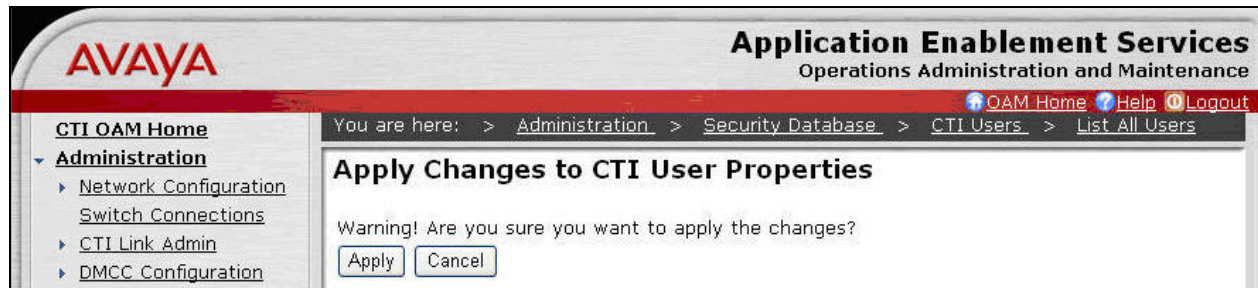 AVAYA
Application Enablement Services
Operations Administration and Maintenance
OAM Home Help Logout
You are here: > Administration > Security Database > CTI Users > List All Users
CTI OAM Home
Administration
Network Configuration
Switch Connections
CTI Link Admin
DMCC Configuration
Apply Changes to CTI User Properties
Warning! Are you sure you want to apply the changes?
Apply Cancel